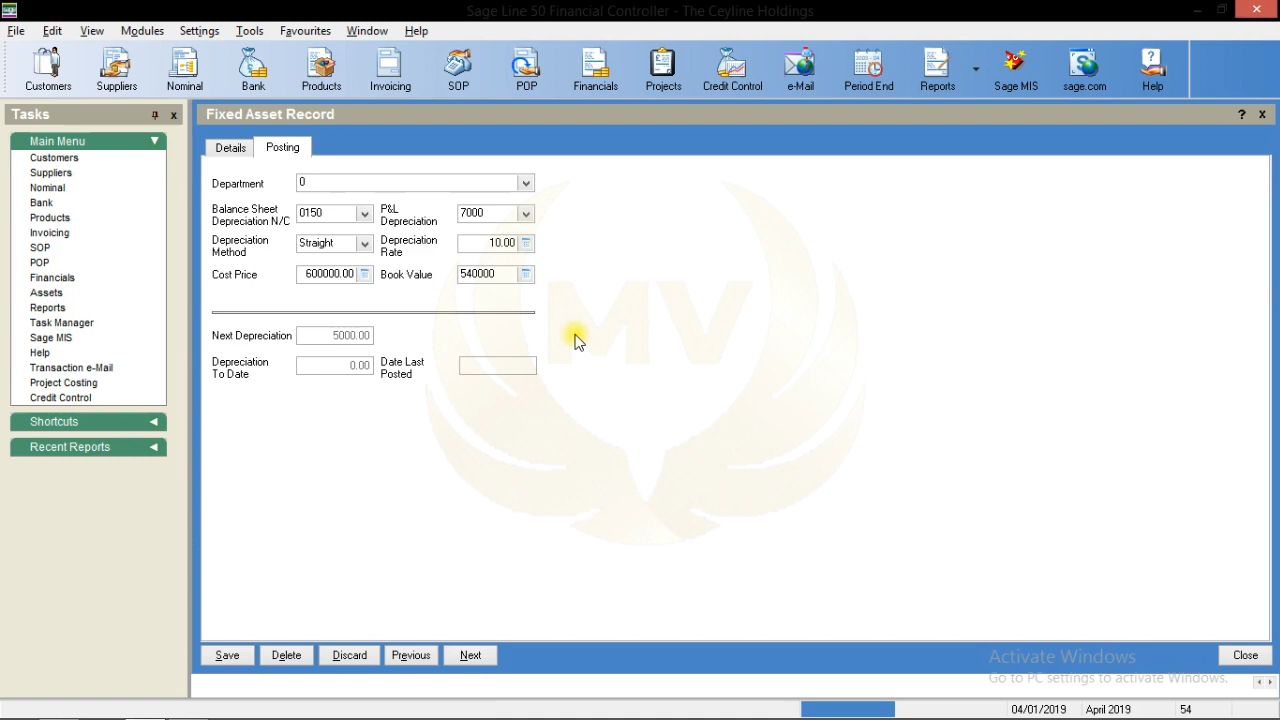 Sage Line 50 Financial Controller - The Ceyline Holdings
File Edit View Modules Settings Tools Favourites Window Help
Customers Suppliers Nominal Bank Products Invoicing SOP POP Financials Projects Credit Control e-Mail Period End Reports Sage MIS sage.com Help
Tasks
Main Menu
Customers
Suppliers
Nominal
Bank
Products
Invoicing
SOP
POP
Financials
Assets
Reports
Task Manager
Sage MIS
Help
Transaction e-Mail
Project Costing
Credit Control
Shortcuts
Recent Reports
Fixed Asset Record
Details Posting
Department 0
Balance Sheet Depreciation N/C 0150 P&L Depreciation 7000
Depreciation Method Straight Depreciation Rate 10.00
Cost Price 600000.00 Book Value 540000
Next Depreciation 5000.00
Depreciation To Date 0.00 Date Last Posted
MV
Save Delete Discard Previous Next Close
Activate Windows
Go to PC settings to activate Windows.
04/01/2019 April 2019 54